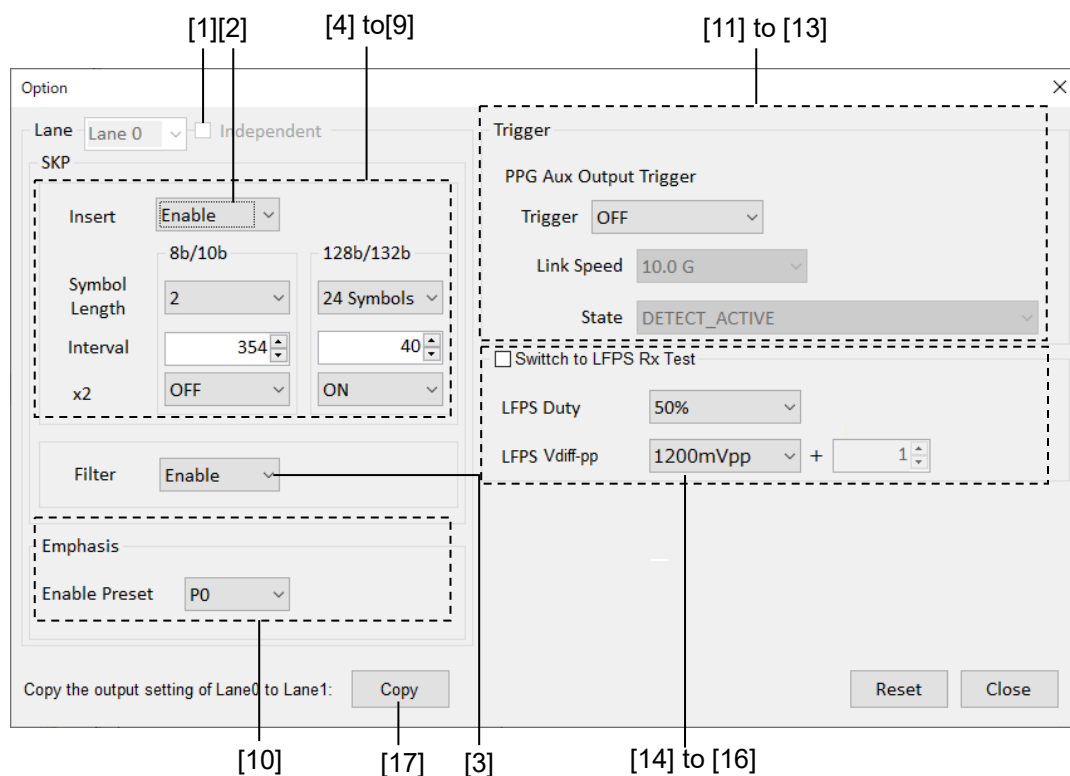 [1][2]
[4] to[9]
[11] to [13]
Option
Lane Lane 0 Independent
SKP
Insert Enable
8b/10b 128b/132b
Symbol Length 2 24 Symbols
Interval 354 40
x2 OFF ON
Filter Enable
Emphasis
Enable Preset P0
Trigger
PPG Aux Output Trigger
Trigger OFF
Link Speed 10.0 G
State DETECT_ACTIVE
Swittch to LFPS Rx Test
LFPS Duty 50%
LFPS Vdiff-pp 1200mVpp + 1
Copy the output setting of Lane0 to Lane1: Copy
Reset Close
[10]
[17]
[3]
[14] to [16]